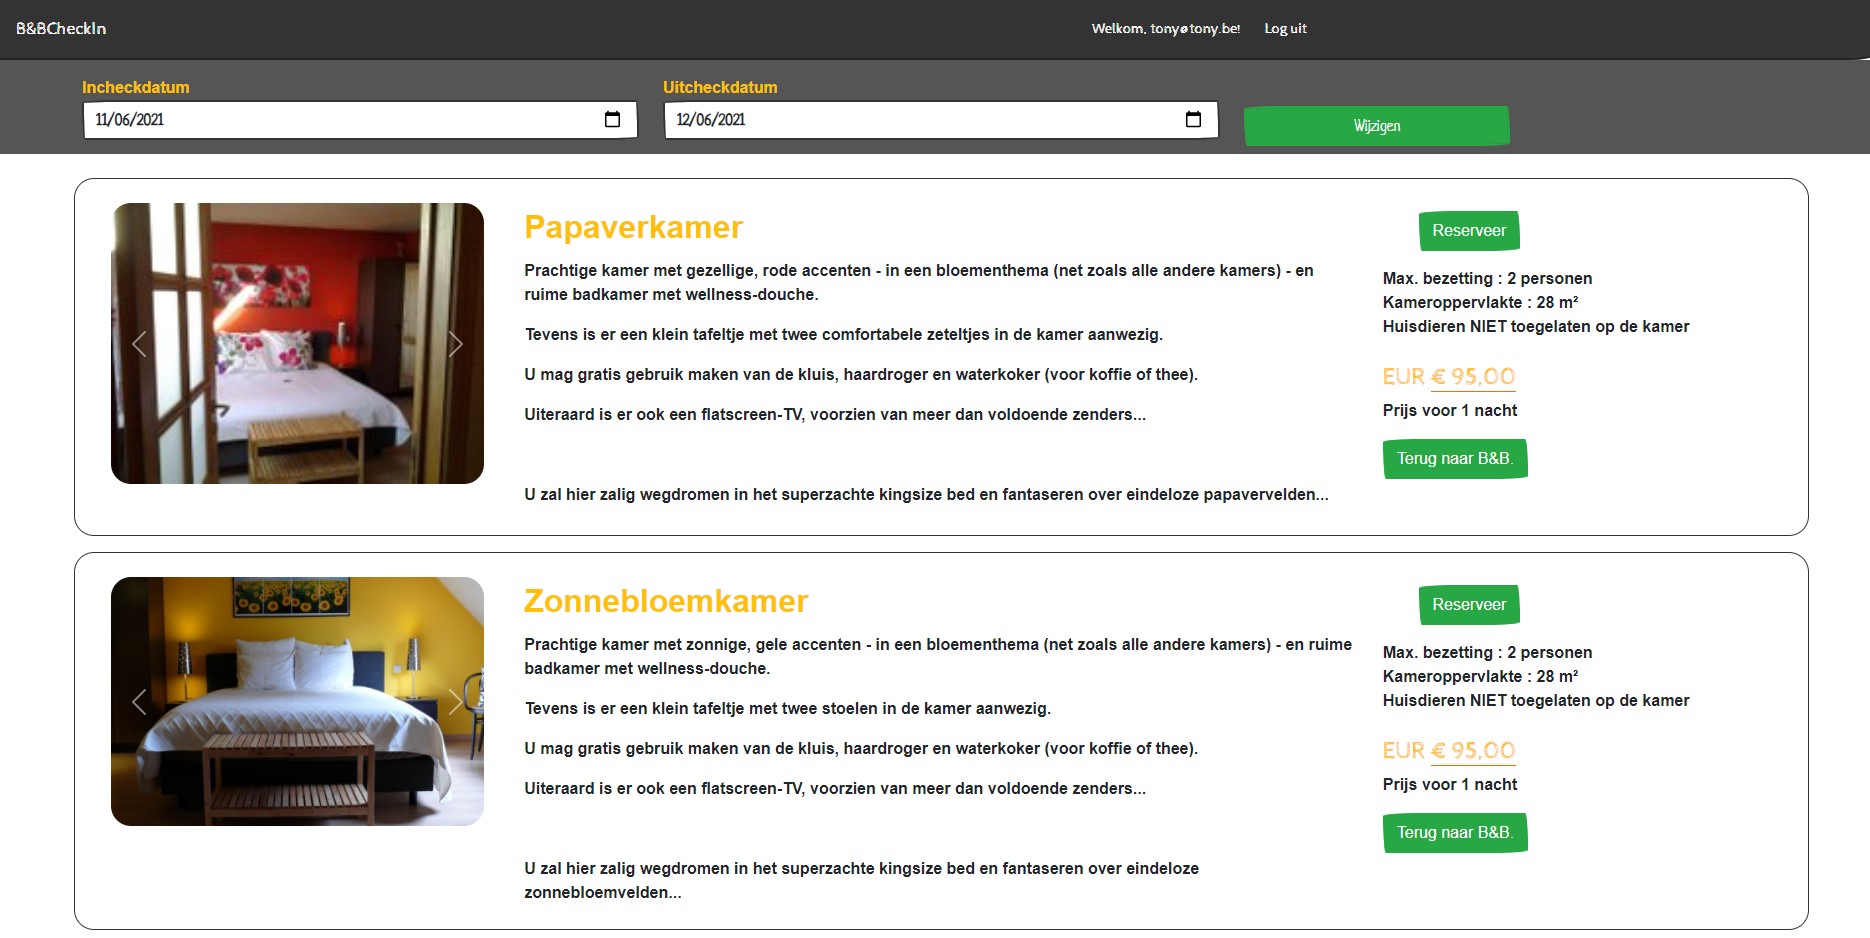 B&BCheckIn
Welkom, tony@tony.be! Log uit
Incheckdatum
Uitcheckdatum
11/06/2021
12/06/2021
Wijzigen
Papaverkamer
Prachtige kamer met gezellige, rode accenten - in een bloementhema (net zoals alle andere kamers) - en
ruime badkamer met wellness-douche.
Tevens is er een klein tafeltje met twee comfortabele zeteltjes in de kamer aanwezig.
U mag gratis gebruik maken van de kluis, haardroger en waterkoker (voor koffie of thee).
Uiteraard is er ook een flatscreen-TV, voorzien van meer dan voldoende zenders...
U zal hier zalig wegdromen in het superzachte kingsize bed en fantaseren over eindeloze papavervelden...
Reserveer
Max. bezetting : 2 personen
Kameroppervlakte : 28 m²
Huisdieren NIET toegelaten op de kamer
EUR € 95,00
Prijs voor 1 nacht
Terug naar B&B.
Zonnebloemkamer
Prachtige kamer met zonnige, gele accenten - in een bloementhema (net zoals alle andere kamers) - en ruime
badkamer met wellness-douche.
Tevens is er een klein tafeltje met twee stoelen in de kamer aanwezig.
U mag gratis gebruik maken van de kluis, haardroger en waterkoker (voor koffie of thee).
Uiteraard is er ook een flatscreen-TV, voorzien van meer dan voldoende zenders...
U zal hier zalig wegdromen in het superzachte kingsize bed en fantaseren over eindeloze
zonnebloemvelden...
Reserveer
Max. bezetting : 2 personen
Kameroppervlakte : 28 m²
Huisdieren NIET toegelaten op de kamer
EUR € 95,00
Prijs voor 1 nacht
Terug naar B&B.